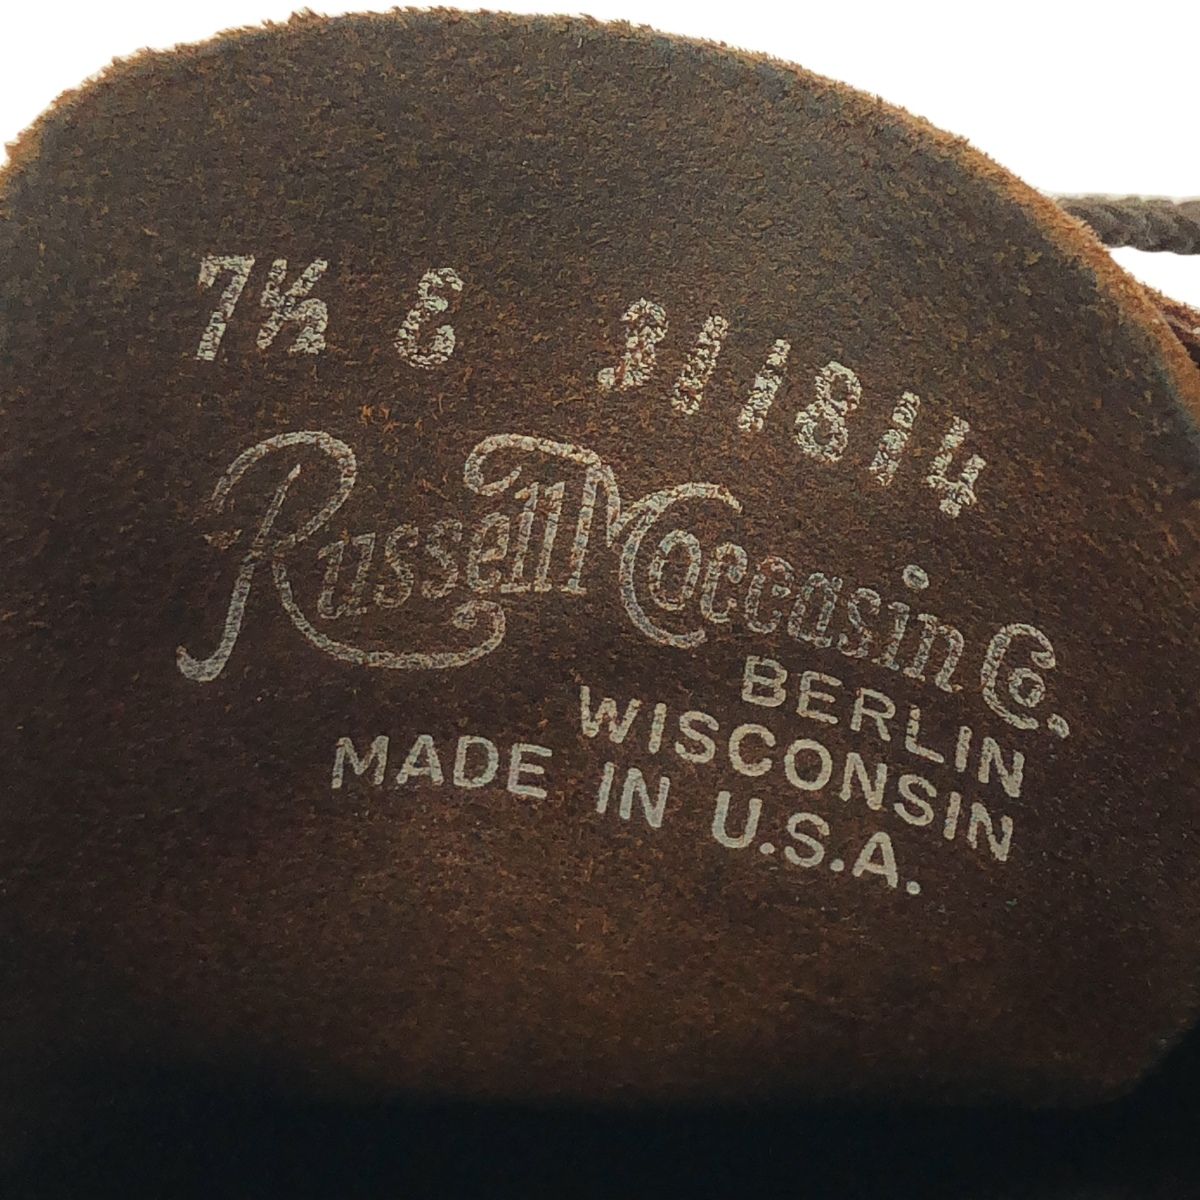 7½ E 311814
Russell Moccasin Co.
BERLIN
WISCONSIN
MADE IN U.S.A.